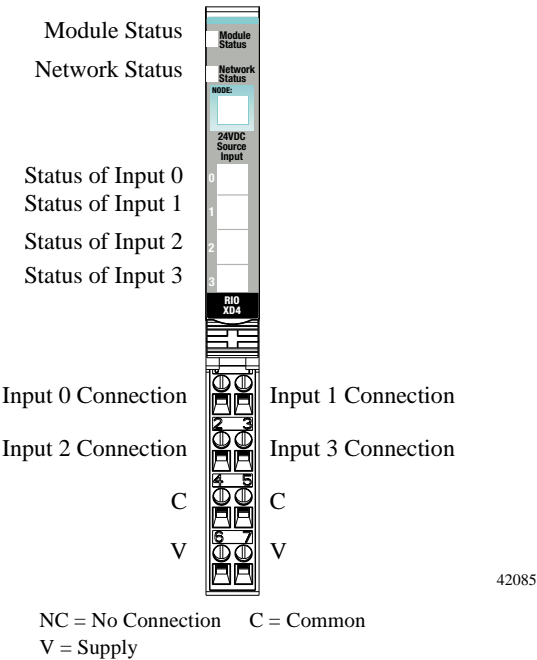 Module Status
Module
Status
Network Status
Network
Status
NODE:
24VDC
Source
Input
Status of Input 0
0
Status of Input 1
1
Status of Input 2
2
Status of Input 3
3
RIO
XD4
Input 0 Connection
Input 1 Connection
2 3
Input 2 Connection
Input 3 Connection
4 5
C
C
6 7
V
V
42085
NC = No Connection C = Common
V = Supply